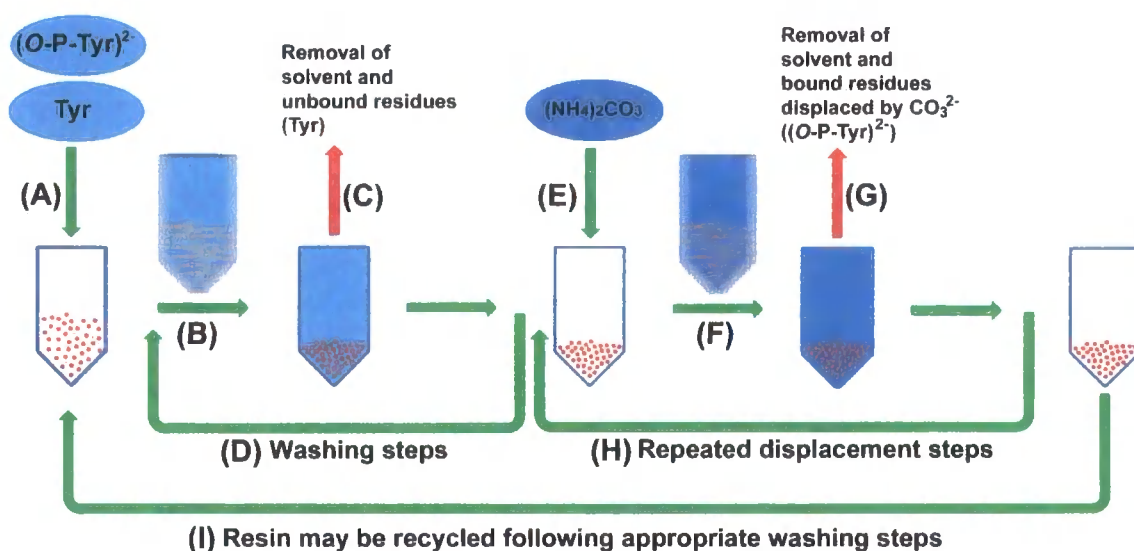 (O-P-Tyr)²⁻
Tyr
(A)
(B)
Removal of
solvent and
unbound residues
(Tyr)
(C)
(D) Washing steps
(NH4)2CO3
(E)
(F)
Removal of
solvent and
bound residues
displaced by CO3²⁻
((O-P-Tyr)²⁻)
(G)
(H) Repeated displacement steps
(I) Resin may be recycled following appropriate washing steps